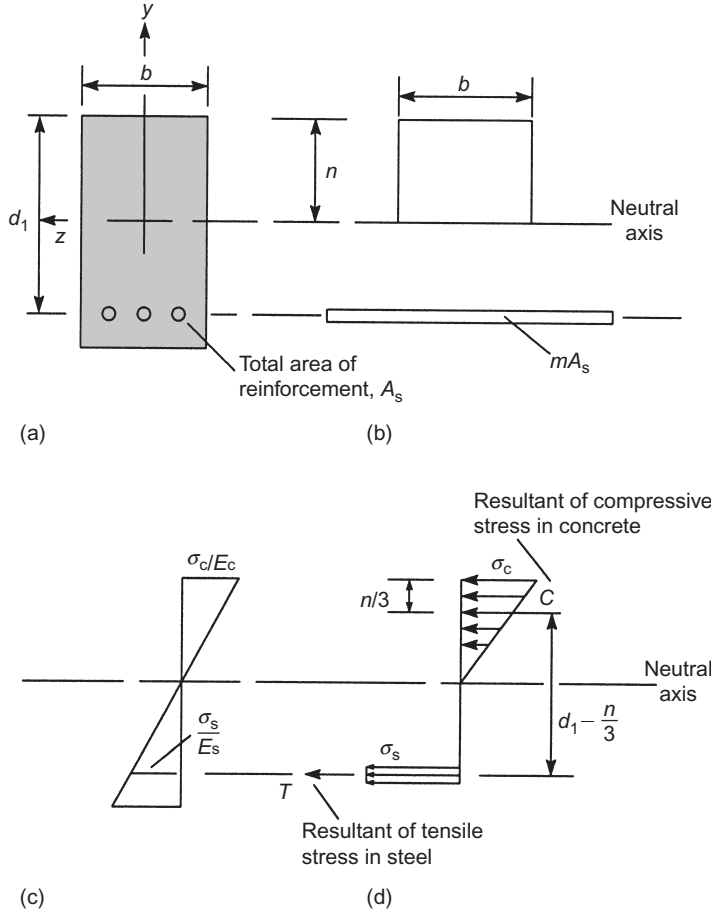 y
b
b
n
d₁
z
Neutral
axis
Total area of
reinforcement, Aₛ
mAₛ
(a)
(b)
Resultant of compressive
stress in concrete
σc/Ec
σc
n/3
C
Neutral
axis
d₁ − n/3
σs/Es
σs
T
Resultant of tensile
stress in steel
(c)
(d)